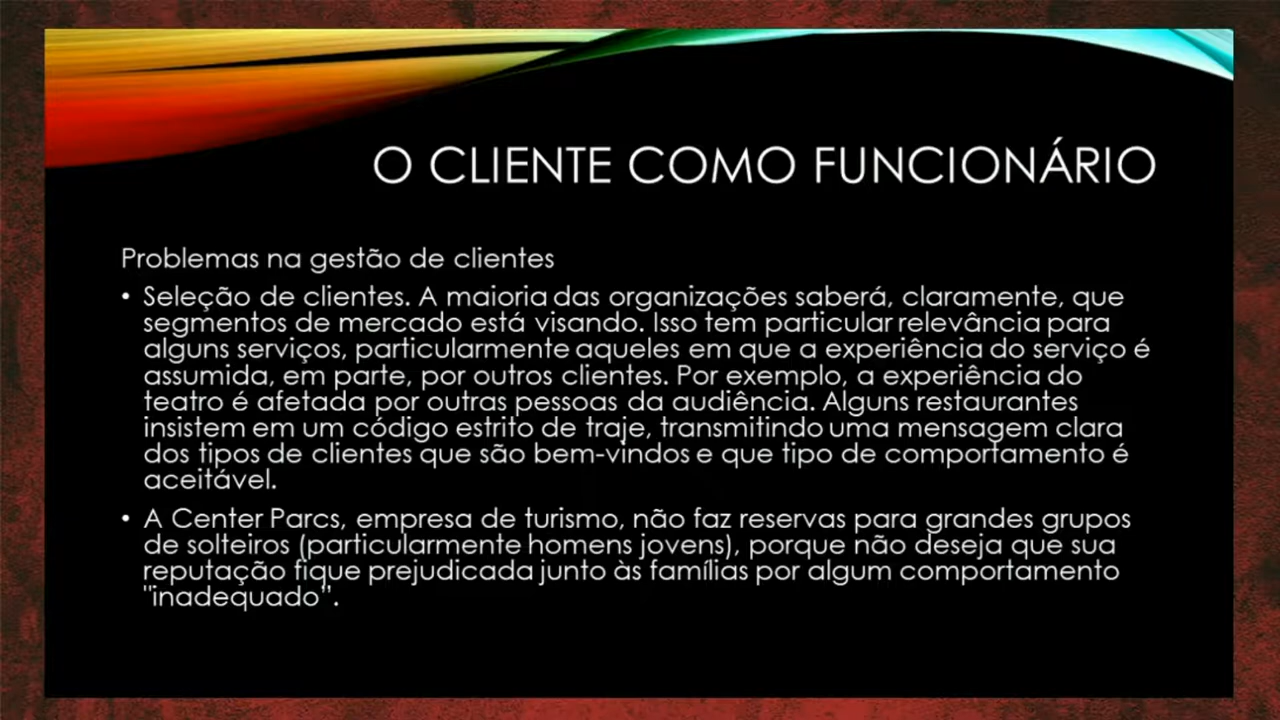 O CLIENTE COMO FUNCIONÁRIO
Problemas na gestão de clientes
• Seleção de clientes. A maioria das organizações saberá, claramente, que
segmentos de mercado está visando. Isso tem particular relevância para
alguns serviços, particularmente aqueles em que a experiência do serviço é
assumida, em parte, por outros clientes. Por exemplo, a experiência do
teatro é afetada por outras pessoas da audiência. Alguns restaurantes
insistem em um código estrito de traje, transmitindo uma mensagem clara
dos tipos de clientes que são bem-vindos e que tipo de comportamento é
aceitável.
• A Center Parcs, empresa de turismo, não faz reservas para grandes grupos
de solteiros (particularmente homens jovens), porque não deseja que sua
reputação fique prejudicada junto às famílias por algum comportamento
"inadequado”.